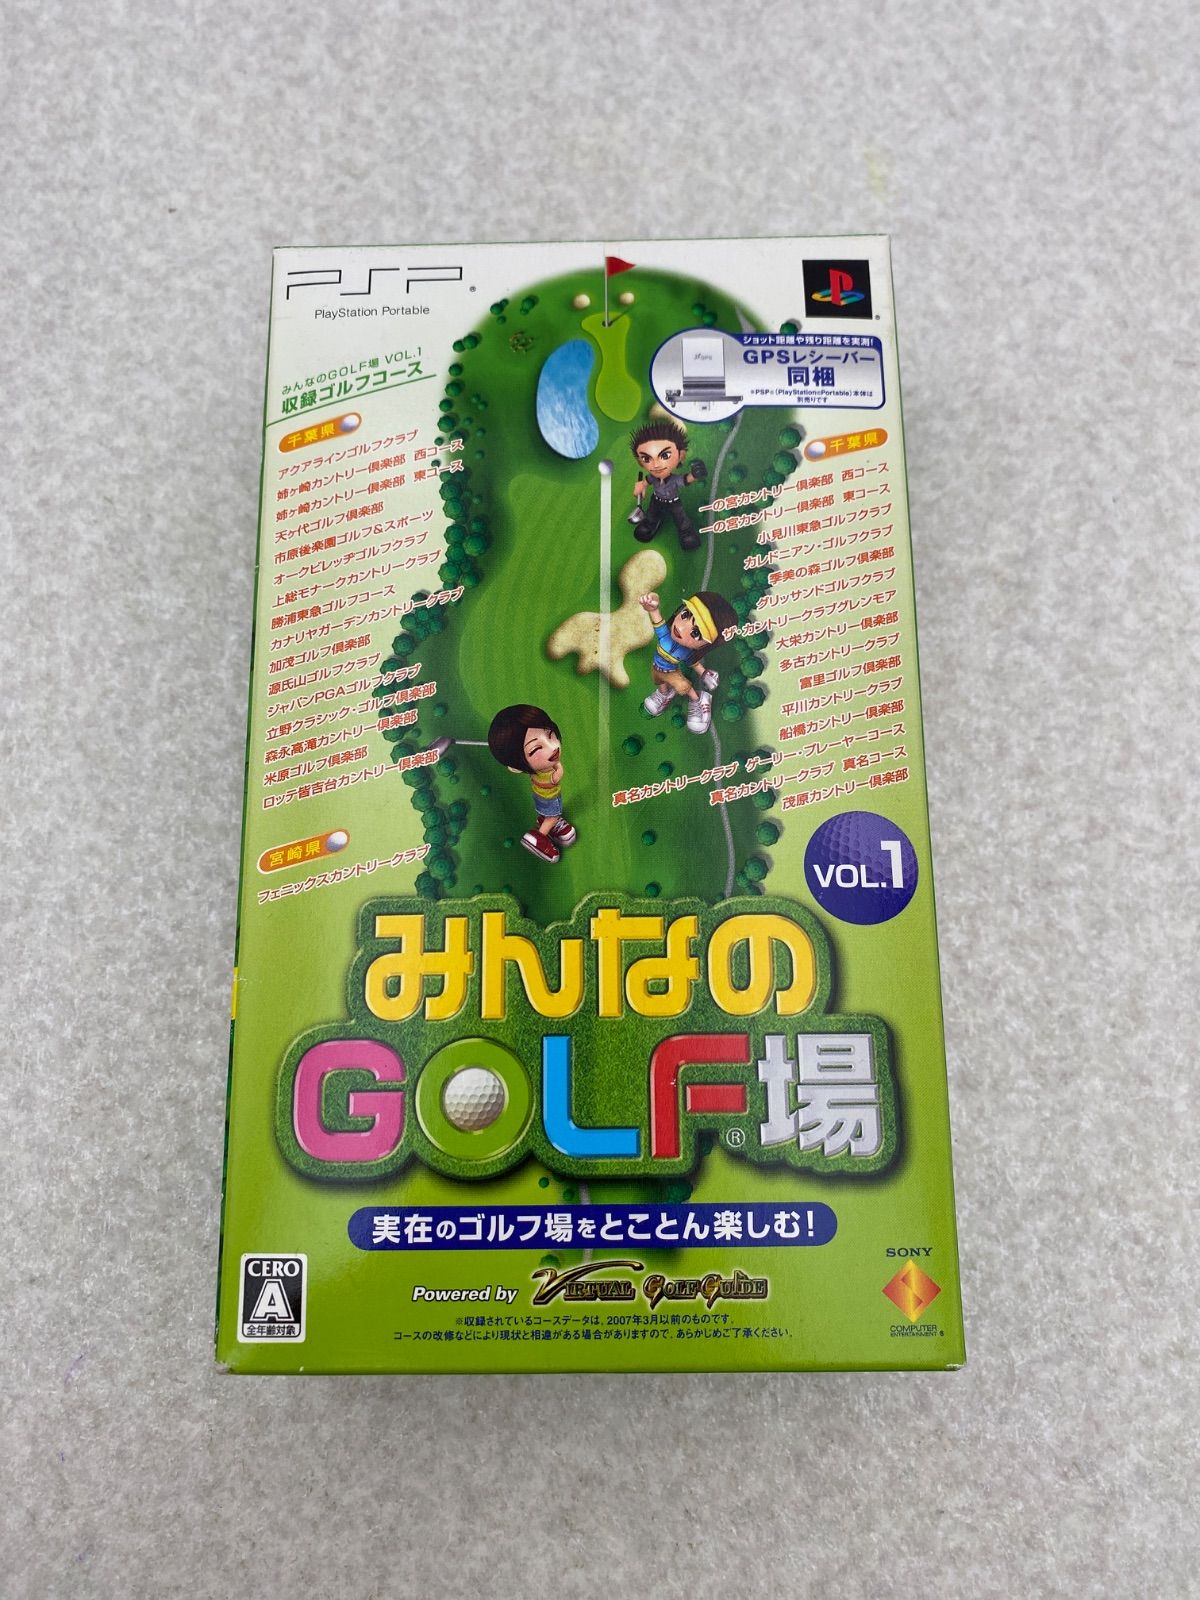 PSP®
PlayStation Portable
®
みんなのGOLF場 VOL.1
収録ゴルフコース
千葉県
アクアラインゴルフクラブ
姉ヶ崎カントリー倶楽部 西コース
姉ヶ崎カントリー倶楽部 東コース
天ヶ代ゴルフ倶楽部
市原後楽園ゴルフ&スポーツ
オークビレッヂゴルフクラブ
上総モナークカントリークラブ
勝浦東急ゴルフコース
カナリヤガーデンカントリークラブ
加茂ゴルフ倶楽部
源氏山ゴルフクラブ
ジャパンPGAゴルフクラブ
立野クラシック・ゴルフ倶楽部
森永高滝カントリー倶楽部
米原ゴルフ倶楽部
ロッテ皆吉台カントリー倶楽部
宮崎県
フェニックスカントリークラブ
ショット距離や残り距離を実測!
GPSレシーバー
同梱
※PSP®(PlayStation®Portable)本体は
別売りです
GPS
千葉県
一の宮カントリー倶楽部 西コース
一の宮カントリー倶楽部 東コース
小見川東急ゴルフクラブ
カレドニアン・ゴルフクラブ
季美の森ゴルフ倶楽部
グリッサンドゴルフクラブ
ザ・カントリークラブグレンモア
大栄カントリー倶楽部
多古カントリークラブ
富里ゴルフ倶楽部
平川カントリークラブ
船橋カントリー倶楽部
真名カントリークラブ ゲーリー・プレーヤーコース
真名カントリークラブ 真名コース
茂原カントリー倶楽部
VOL.1
みんなの
GOLF®場
実在のゴルフ場をとことん楽しむ!
Powered by VIRTUAL GOLF GUIDE
※収録されているコースデータは、2007年3月以前のものです。
コースの改修などにより現状と相違がある場合がありますので、あらかじめご了承ください。
CERO
A
全年齢対象
SONY
COMPUTER
ENTERTAINMENT®